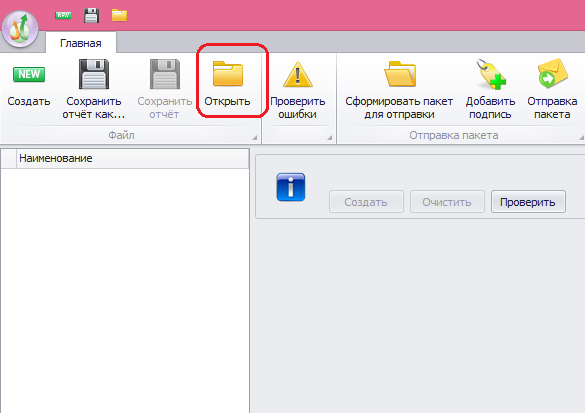 NEW
Главная
NEW
Создать
Сохранить
отчёт как...
Сохранить
отчёт
Открыть
Файл
Проверить
ошибки
Сформировать пакет
для отправки
Добавить
подпись
Отправка
пакета
Отправка пакета
Наименование
Создать
Очистить
Проверить